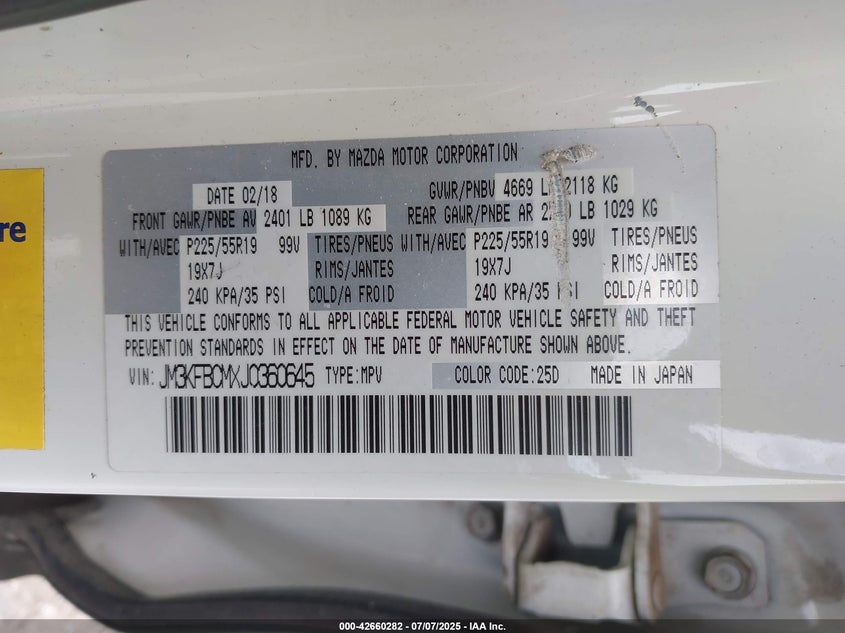 re
MFD. BY MAZDA MOTOR CORPORATION
DATE 02/18
GVWR/PNBV 4669 L 2118 KG
FRONT GAWR/PNBE AV 2401 LB 1089 KG
REAR GAWR/PNBE AR LB 1029 KG
WITH/AVEC P225/55R19 99V TIRES/PNEUS WITH/AVEC P225/55R19 99V TIRES/PNEUS
19X7J RIMS/JANTES 19X7J RIMS/JANTES
240 KPA/35 PSI COLD/A FROID 240 KPA/35 SI COLD/A FROID
THIS VEHICLE CONFORMS TO ALL APPLICABLE FEDERAL MOTOR VEHICLE SAFETY AND THEFT
PREVENTION STANDARDS IN EFFECT ON THE DATE OF MANUFACTURE SHOWN ABOVE.
VIN: JM3KFBCMXJ0360645 TYPE:MPV COLOR CODE:25D MADE IN JAPAN
000-42660282 - 07/07/2025 - IAA Inc.